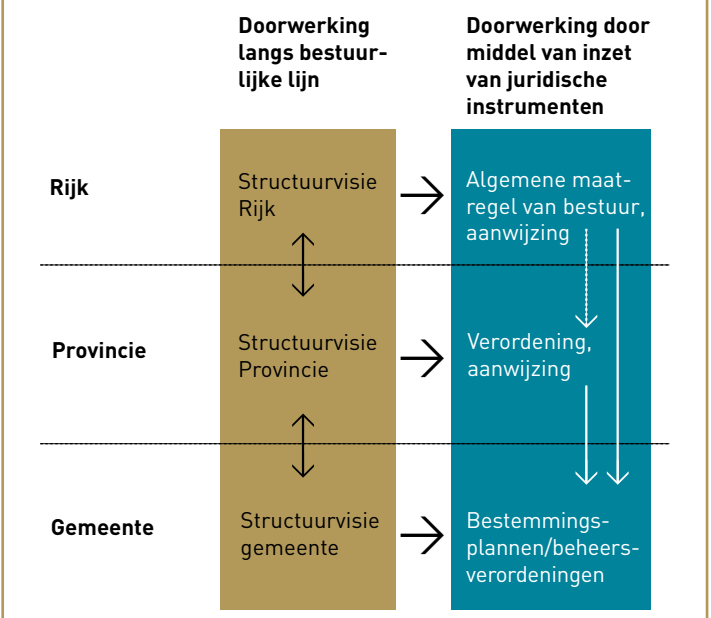 Doorwerking
langs bestuur-
lijke lijn
Doorwerking door
middel van inzet
van juridische
instrumenten
Rijk
Structuurvisie
Rijk
Algemene maat-
regel van bestuur,
aanwijzing
Provincie
Structuurvisie
Provincie
Verordening,
aanwijzing
Gemeente
Structuurvisie
gemeente
Bestemmings-
plannen/beheers-
verordeningen